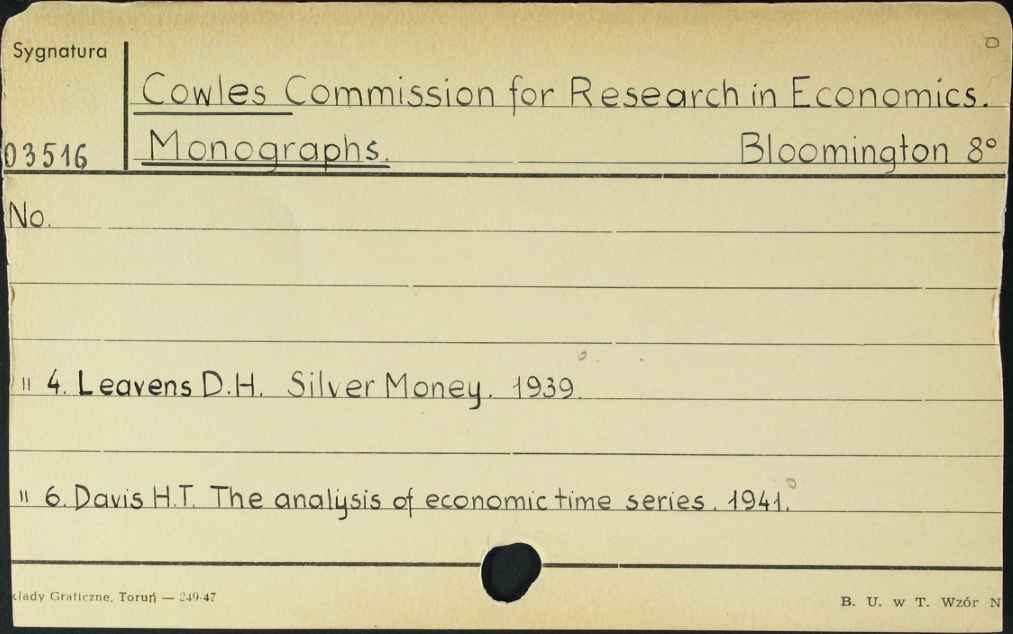 Sygnatura
Cowles Commission for Research in Economics.
03516 Monographs. Bloomington 8°
No.
" 4. Leavens D.H. Silver Money. 1939.
" 6. Davis H.T. The analysis of economic time series. 1941.
kłady Graficzne, Toruń — 249-47
B. U. w T. Wzór N